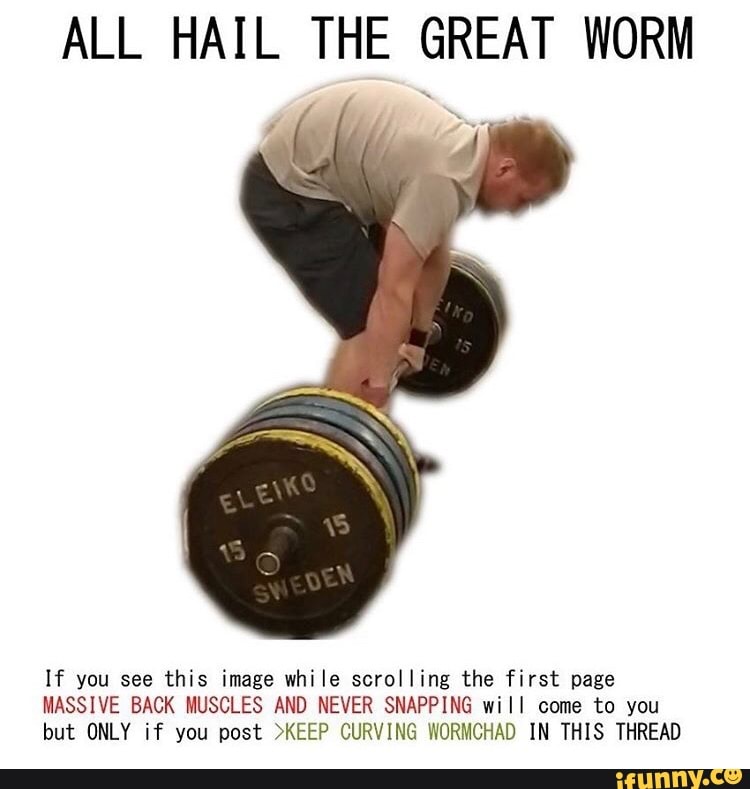 ALL HAIL THE GREAT WORM
EIKO
15
EN
ELEIKO
15 15
SWEDEN
If you see this image while scrolling the first page
MASSIVE BACK MUSCLES AND NEVER SNAPPING will come to you
but ONLY if you post >KEEP CURVING WORMCHAD IN THIS THREAD
ifunny.co